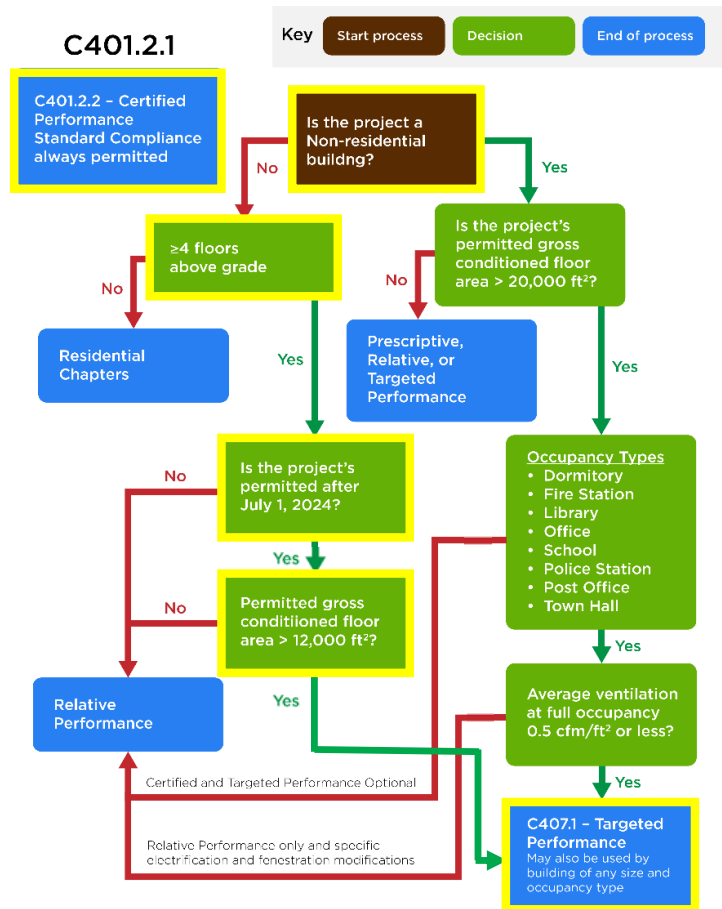 C401.2.1
Key
Start process
Decision
End of process
C401.2.2 – Certified
Performance
Standard Compliance
always permitted
Is the project a
Non-residential
buildng?
No
Yes
≥4 floors
above grade
Is the project's
permitted gross
conditioned floor
area > 20,000 ft²?
No
No
Residential
Chapters
Prescriptive,
Relative, or
Targeted
Performance
Yes
Yes
Is the project's
permitted after
July 1, 2024?
No
Occupancy Types
• Dormitory
• Fire Station
• Library
• Office
• School
• Police Station
• Post Office
• Town Hall
Yes
Permitted gross
conditiioned floor
area > 12,000 ft²?
No
Yes
Relative
Performance
Yes
Average ventilation
at full occupancy
0.5 cfm/ft² or less?
Certified and Targeted Performance Optional
Yes
Relative Performance only and specific
electrification and fenestration modifications
C407.1 – Targeted
Performance
May also be used by
building of any size and
occupancy type